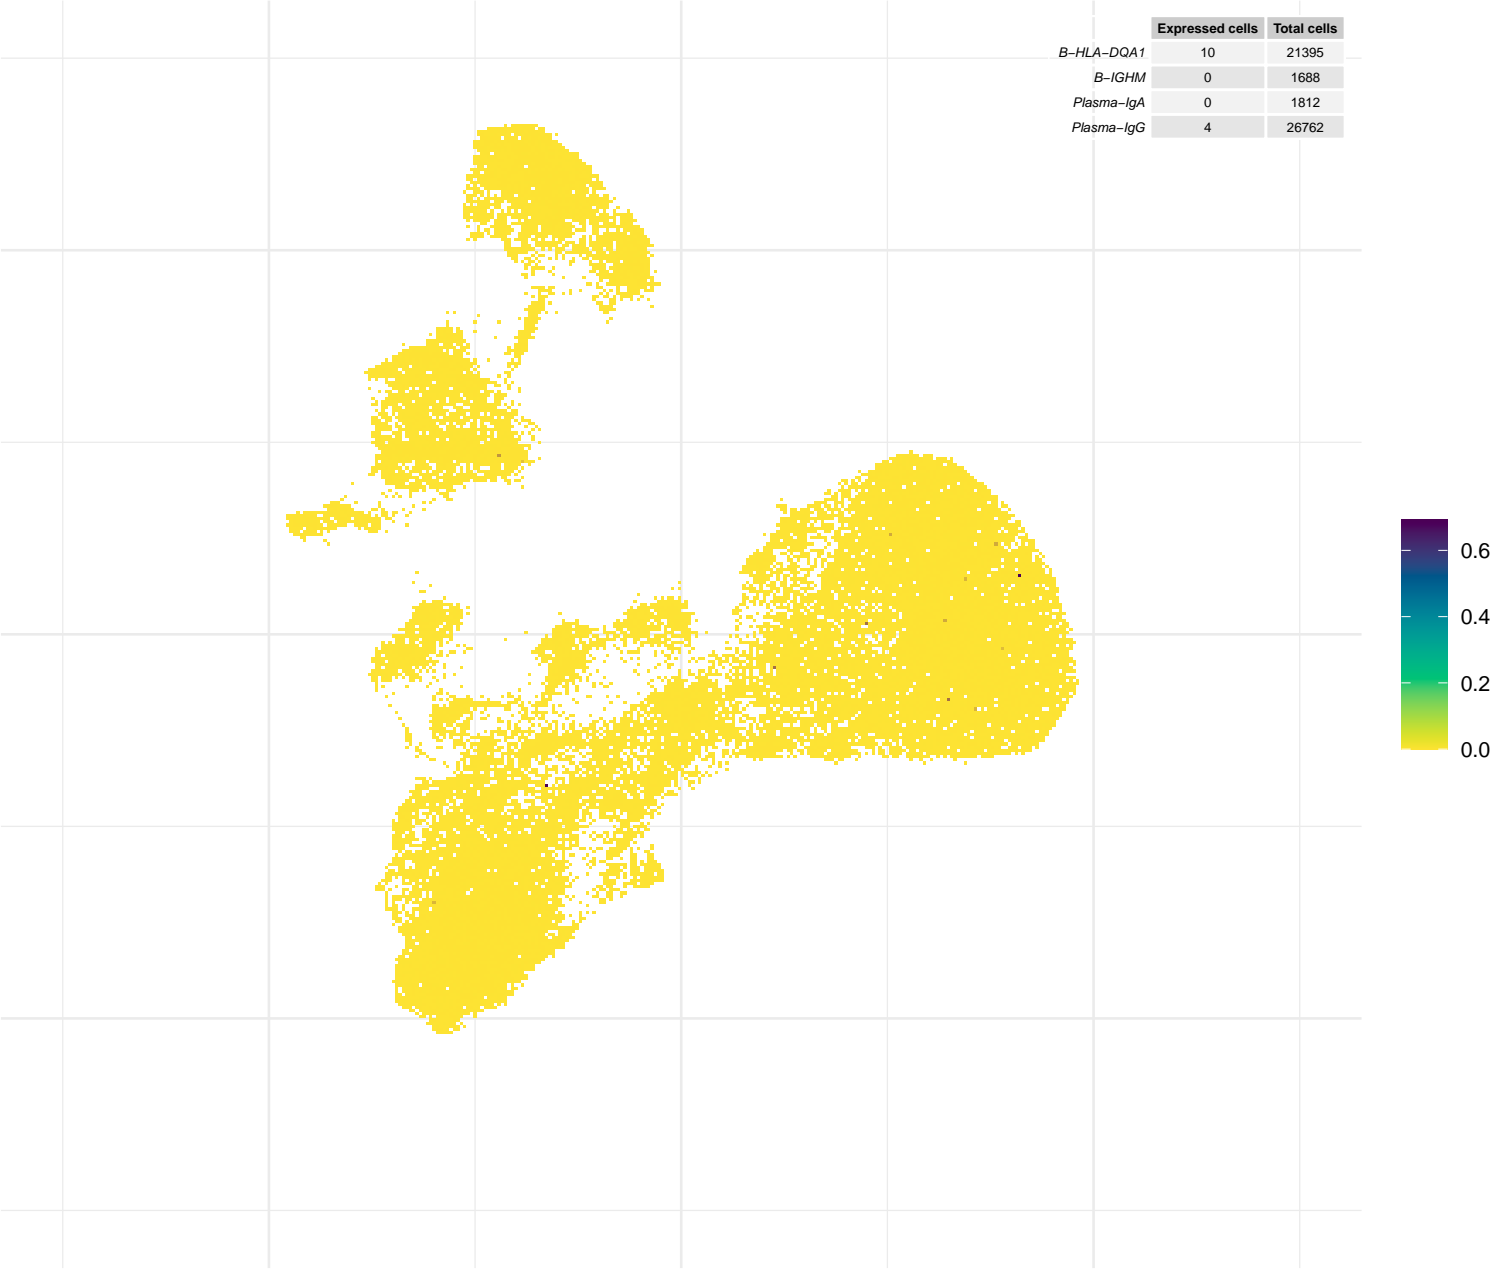 Expressed cells Total cells
B−HLA−DQA1 10 21395
B−IGHM 0 1688
Plasma−IgA 0 1812
Plasma−IgG 4 26762
0.6
0.4
0.2
0.0